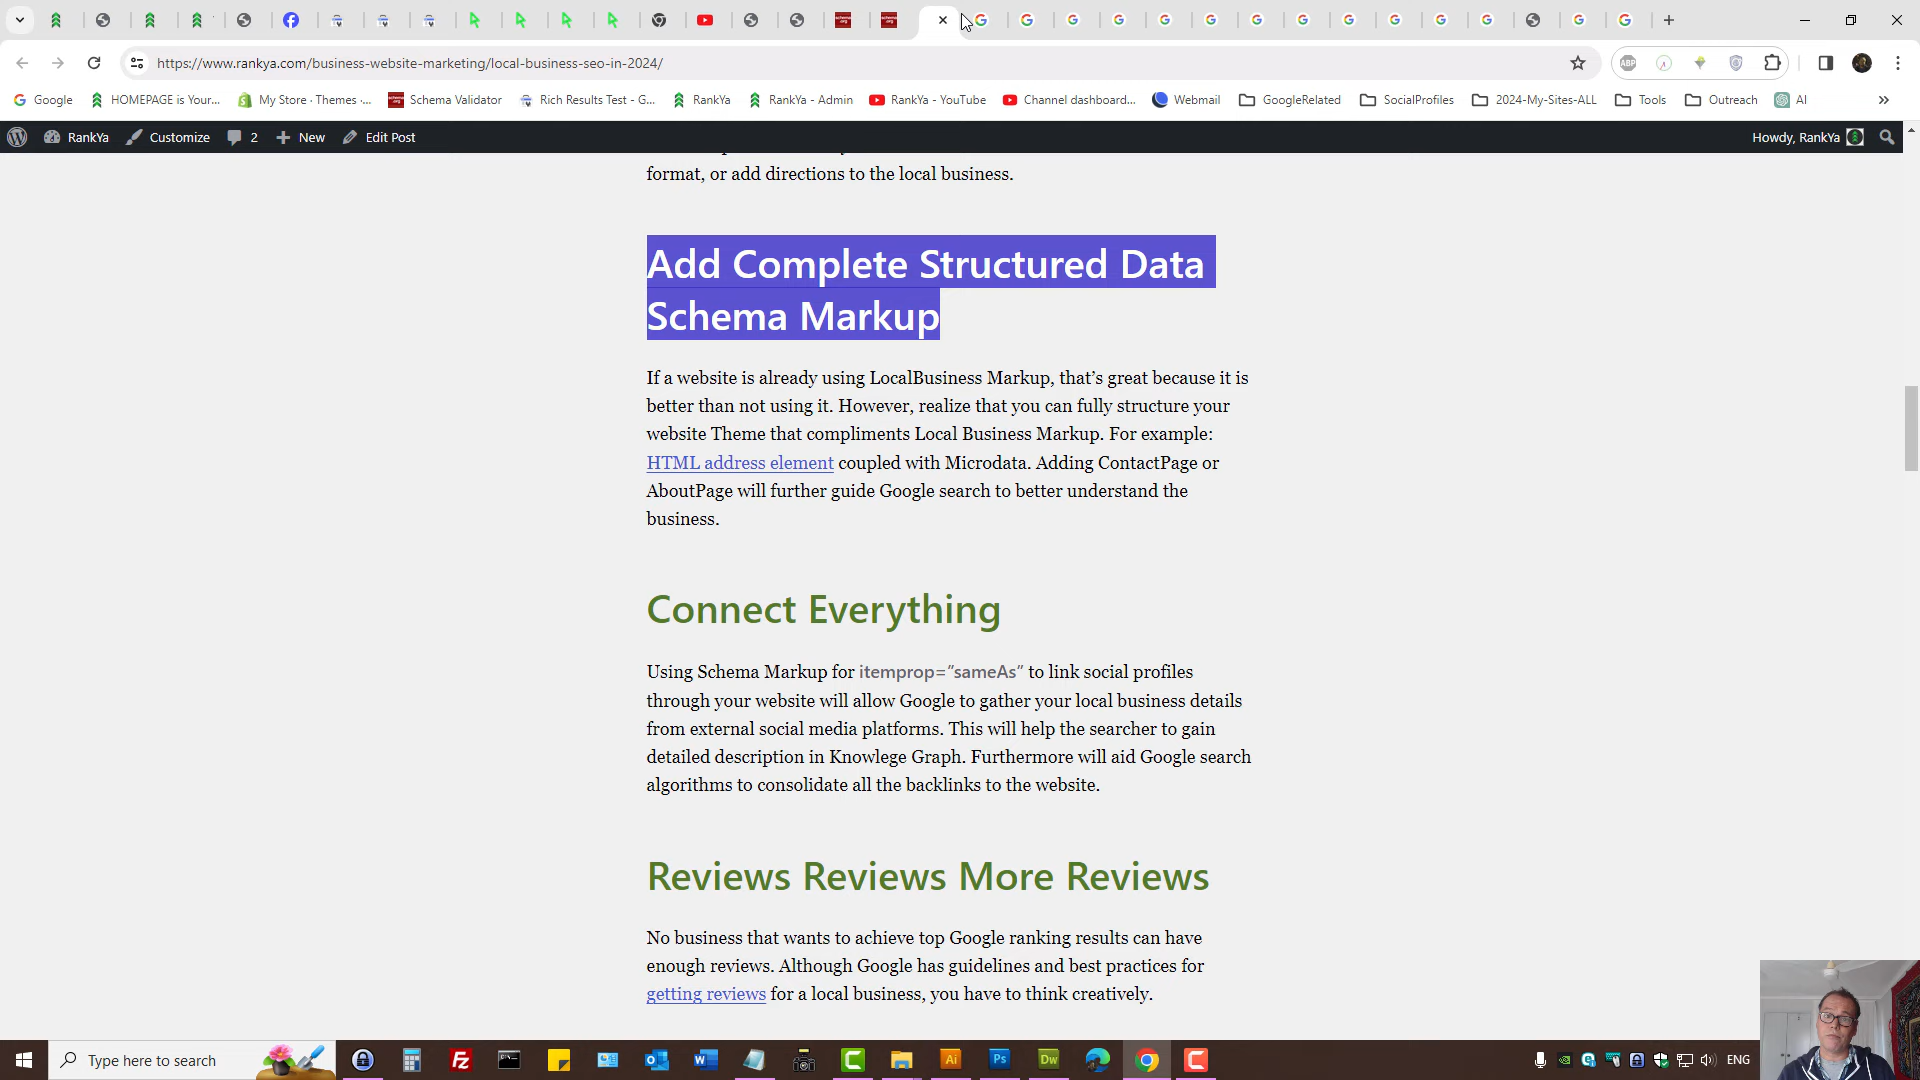 https://www.rankya.com/business-website-marketing/local-business-seo-in-2024/
ABP
Google
HOMEPAGE is Your...
My Store · Themes ·...
Schema Validator
Rich Results Test - G...
RankYa
RankYa - Admin
RankYa - YouTube
Channel dashboard...
Webmail
GoogleRelated
SocialProfiles
2024-My-Sites-ALL
Tools
Outreach
AI
RankYa
Customize
2
New
Edit Post
Howdy, RankYa
format, or add directions to the local business.
Add Complete Structured Data
Schema Markup
If a website is already using LocalBusiness Markup, that’s great because it is
better than not using it. However, realize that you can fully structure your
website Theme that compliments Local Business Markup. For example:
HTML address element coupled with Microdata. Adding ContactPage or
AboutPage will further guide Google search to better understand the
business.
Connect Everything
Using Schema Markup for itemprop=”sameAs” to link social profiles
through your website will allow Google to gather your local business details
from external social media platforms. This will help the searcher to gain
detailed description in Knowlege Graph. Furthermore will aid Google search
algorithms to consolidate all the backlinks to the website.
Reviews Reviews More Reviews
No business that wants to achieve top Google ranking results can have
enough reviews. Although Google has guidelines and best practices for
getting reviews for a local business, you have to think creatively.
Type here to search
Fz
W
C
Ai
Ps
Dw
C
ENG